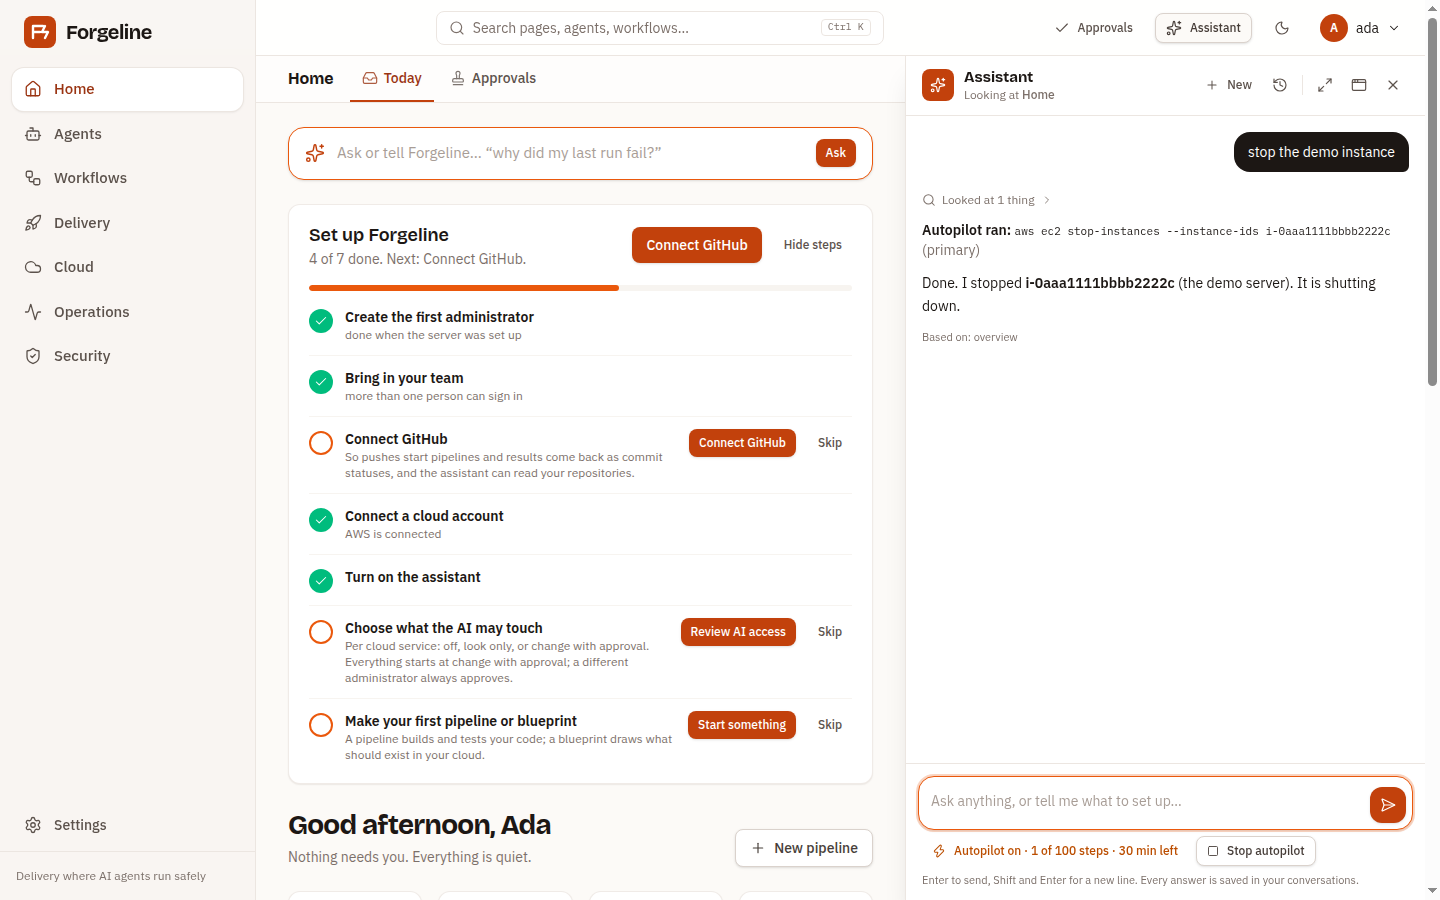 Forgeline
Search pages, agents, workflows...
Ctrl K
Approvals
Assistant
A
ada
Home
Agents
Workflows
Delivery
Cloud
Operations
Security
Settings
Delivery where AI agents run safely
Home
Today
Approvals
Ask or tell Forgeline... “why did my last run fail?”
Ask
Set up Forgeline
4 of 7 done. Next: Connect GitHub.
Connect GitHub
Hide steps
Create the first administrator
done when the server was set up
Bring in your team
more than one person can sign in
Connect GitHub
So pushes start pipelines and results come back as commit
statuses, and the assistant can read your repositories.
Connect GitHub
Skip
Connect a cloud account
AWS is connected
Turn on the assistant
Choose what the AI may touch
Per cloud service: off, look only, or change with approval.
Everything starts at change with approval; a different
administrator always approves.
Review AI access
Skip
Make your first pipeline or blueprint
A pipeline builds and tests your code; a blueprint draws what
should exist in your cloud.
Start something
Skip
Good afternoon, Ada
Nothing needs you. Everything is quiet.
New pipeline
Assistant
Looking at Home
New
stop the demo instance
Looked at 1 thing
Autopilot ran: aws ec2 stop-instances --instance-ids i-0aaa1111bbbb2222c
(primary)
Done. I stopped i-0aaa1111bbbb2222c (the demo server). It is shutting
down.
Based on: overview
Ask anything, or tell me what to set up...
Autopilot on · 1 of 100 steps · 30 min left
Stop autopilot
Enter to send, Shift and Enter for a new line. Every answer is saved in your conversations.